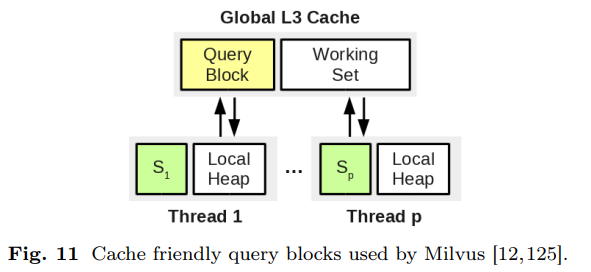 Global L3 Cache
Query
Block
Working
Set
S1
Local
Heap
...
Sp
Local
Heap
Thread 1
Thread p
Fig. 11 Cache friendly query blocks used by Milvus [12,125].